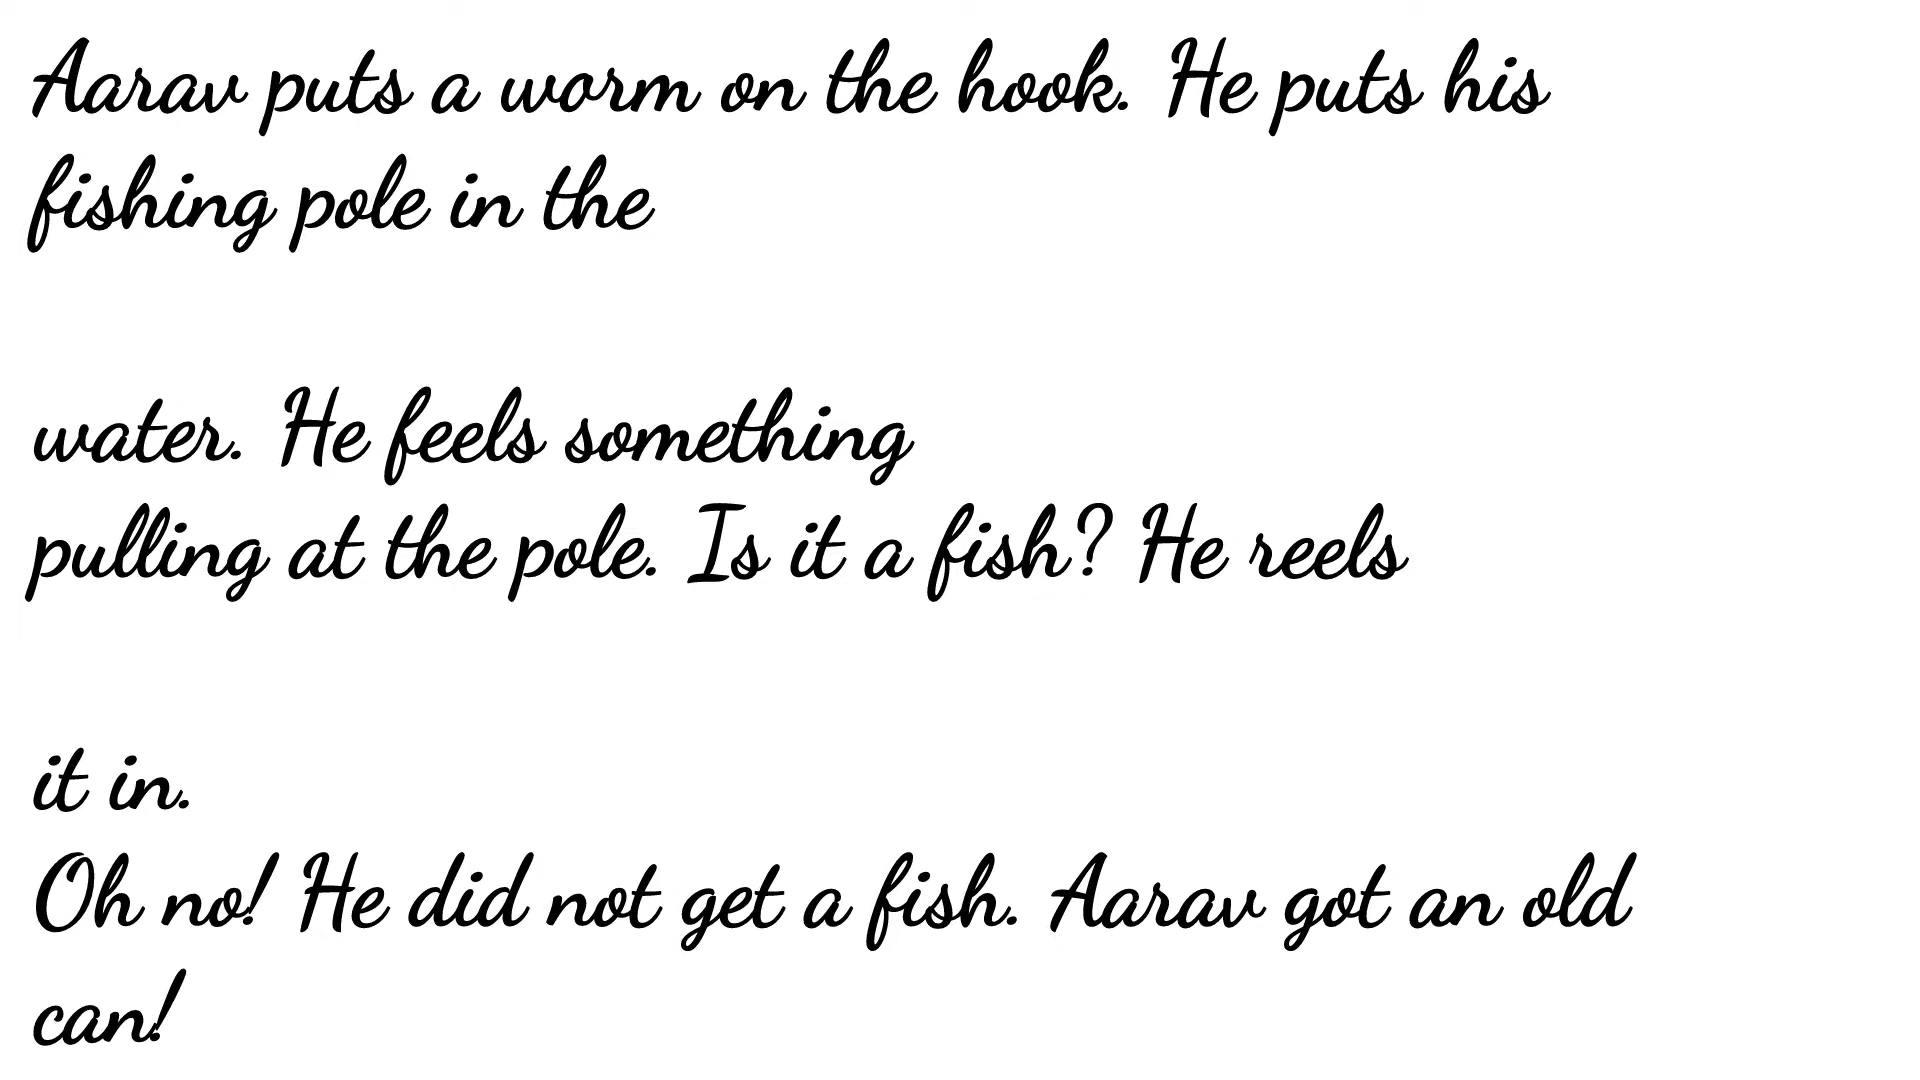 Aarav puts a worm on the hook. He puts his
fishing pole in the
water. He feels something
pulling at the pole. Is it a fish? He reels
it in.
Oh no! He did not get a fish. Aarav got an old
can!